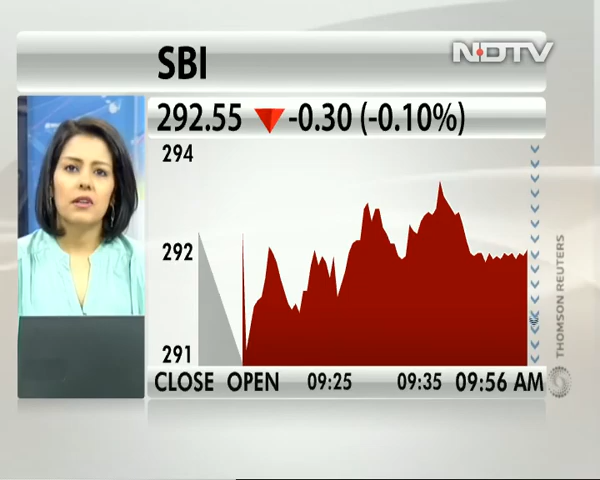 SBI
NDTV
292.55 -0.30 (-0.10%)
294
292
291
CLOSE OPEN 09:25 09:35 09:56 AM
THOMSON REUTERS